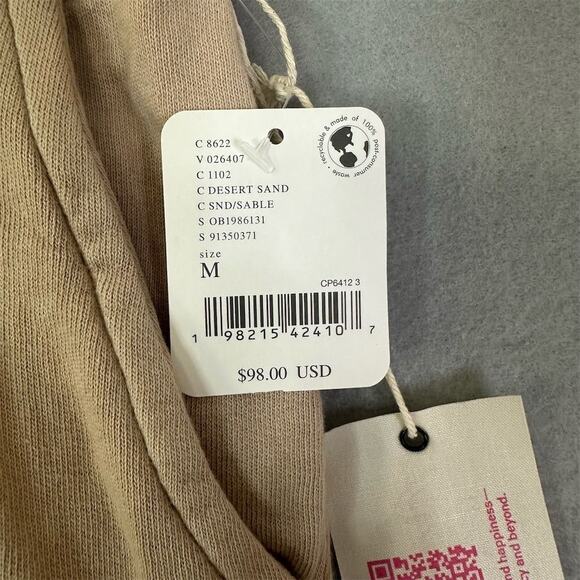 C 8622
V 026407
C 1102
C DESERT SAND
C SND/SABLE
S OB1986131
S 91350371
size
M
recyclable & made of 100% post-consumer waste
CP6412 3
1 98215 42410 7
$98.00 USD
d happiness—
y and beyond.